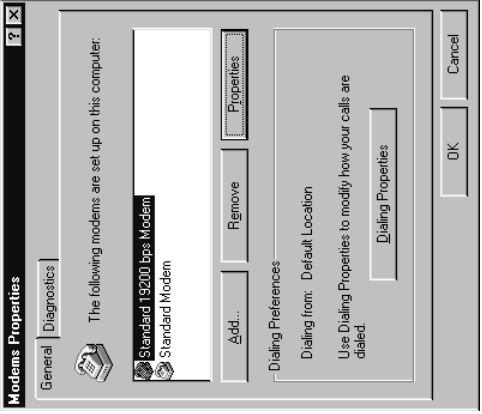 Modems Properties
General
Diagnostics
The following modems are set up on this computer:
Standard 19200 bps Modem
Standard Modem
Add...
Remove
Properties
Dialing Preferences
Dialing from: Default Location
Use Dialing Properties to modify how your calls are
dialed.
Dialing Properties
OK
Cancel